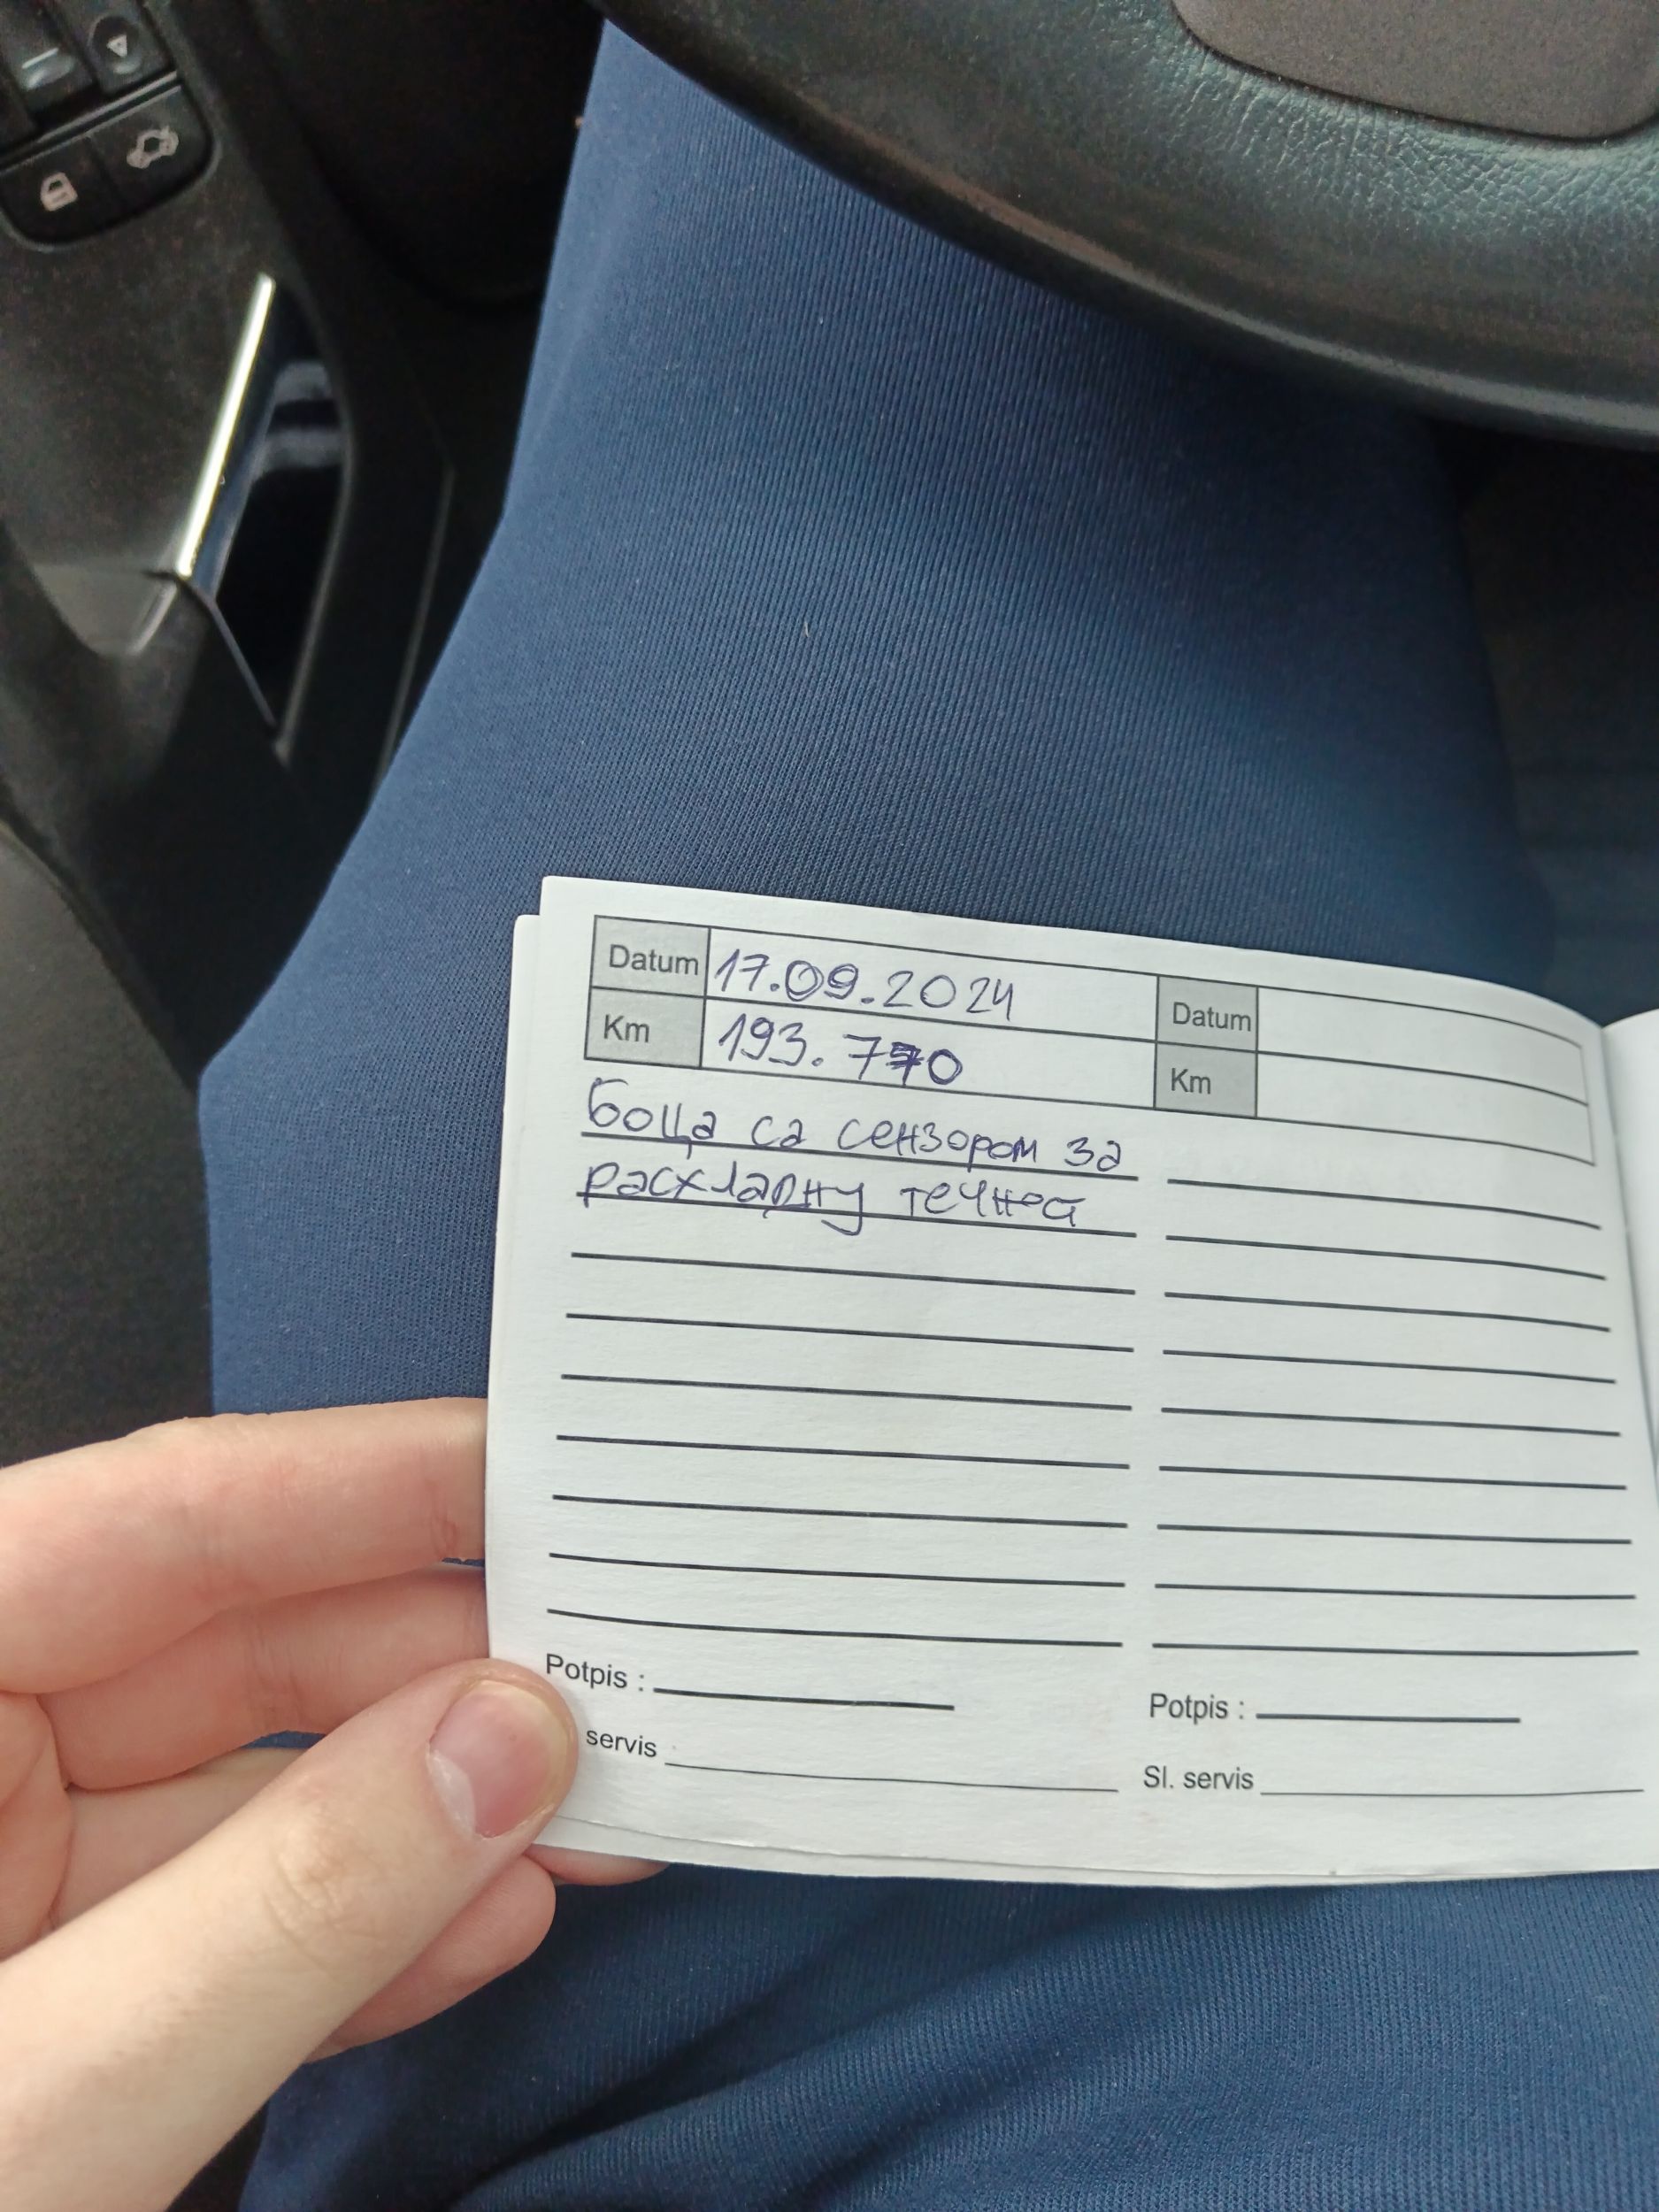 Datum 17.09.2024 Datum
Km 193.770 Km
Боца са сензором за
расхладну течност
Potpis : Potpis :
servis Sl. servis